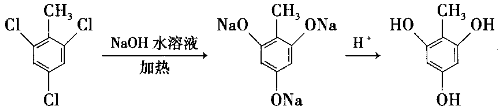 CH₃
Cl Cl
Cl
NaOH 水溶液
加热
CH₃
NaO ONa
ONa
H⁺
CH₃
HO OH
OH